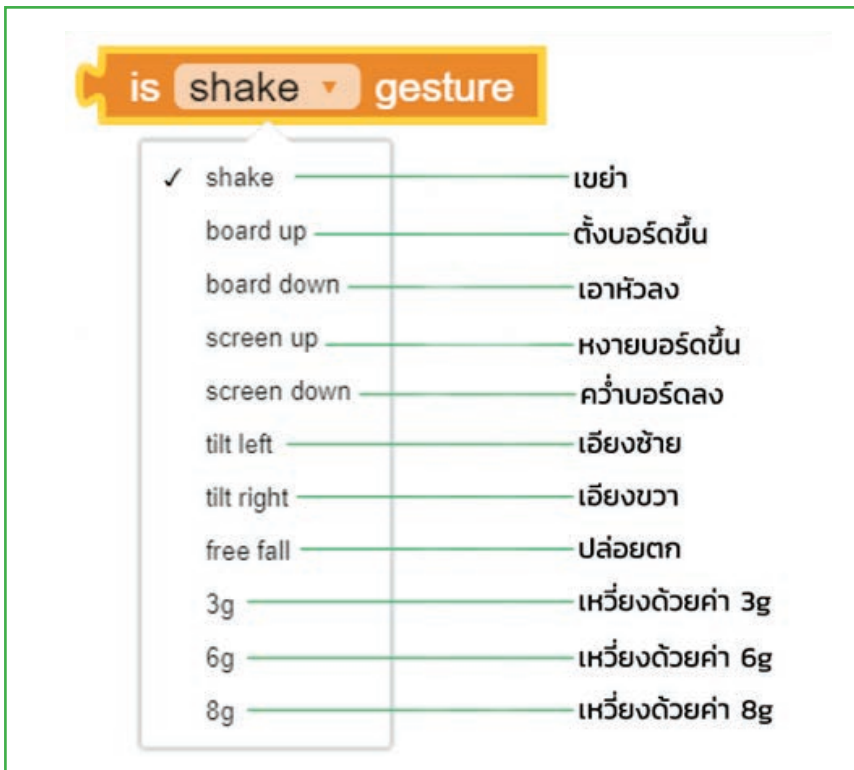 is shake ▾ gesture
✓ shake เขย่า
board up ตั้งบอร์ดขึ้น
board down เอาหัวลง
screen up หงายบอร์ดขึ้น
screen down คว่ำบอร์ดลง
tilt left เอียงซ้าย
tilt right เอียงขวา
free fall ปล่อยตก
3g เหวี่ยงด้วยค่า 3g
6g เหวี่ยงด้วยค่า 6g
8g เหวี่ยงด้วยค่า 8g